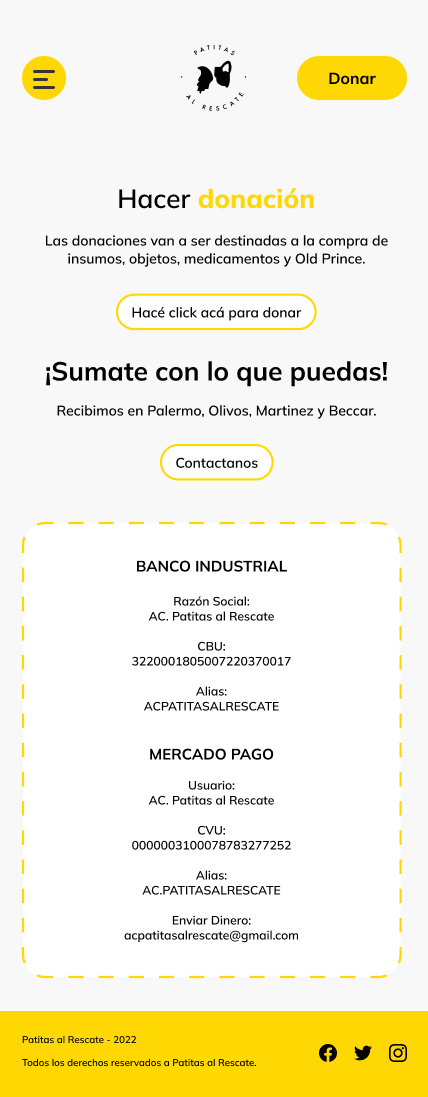 PATITAS
AL RESCATE
Donar
Hacer donación
Las donaciones van a ser destinadas a la compra de
insumos, objetos, medicamentos y Old Prince.
Hacé click acá para donar
¡Sumate con lo que puedas!
Recibimos en Palermo, Olivos, Martinez y Beccar.
Contactanos
BANCO INDUSTRIAL
Razón Social:
AC. Patitas al Rescate
CBU:
3220001805007220370017
Alias:
ACPATITASALRESCATE
MERCADO PAGO
Usuario:
AC. Patitas al Rescate
CVU:
0000003100078783277252
Alias:
AC.PATITASALRESCATE
Enviar Dinero:
acpatitasalrescate@gmail.com
Patitas al Rescate - 2022
Todos los derechos reservados a Patitas al Rescate.